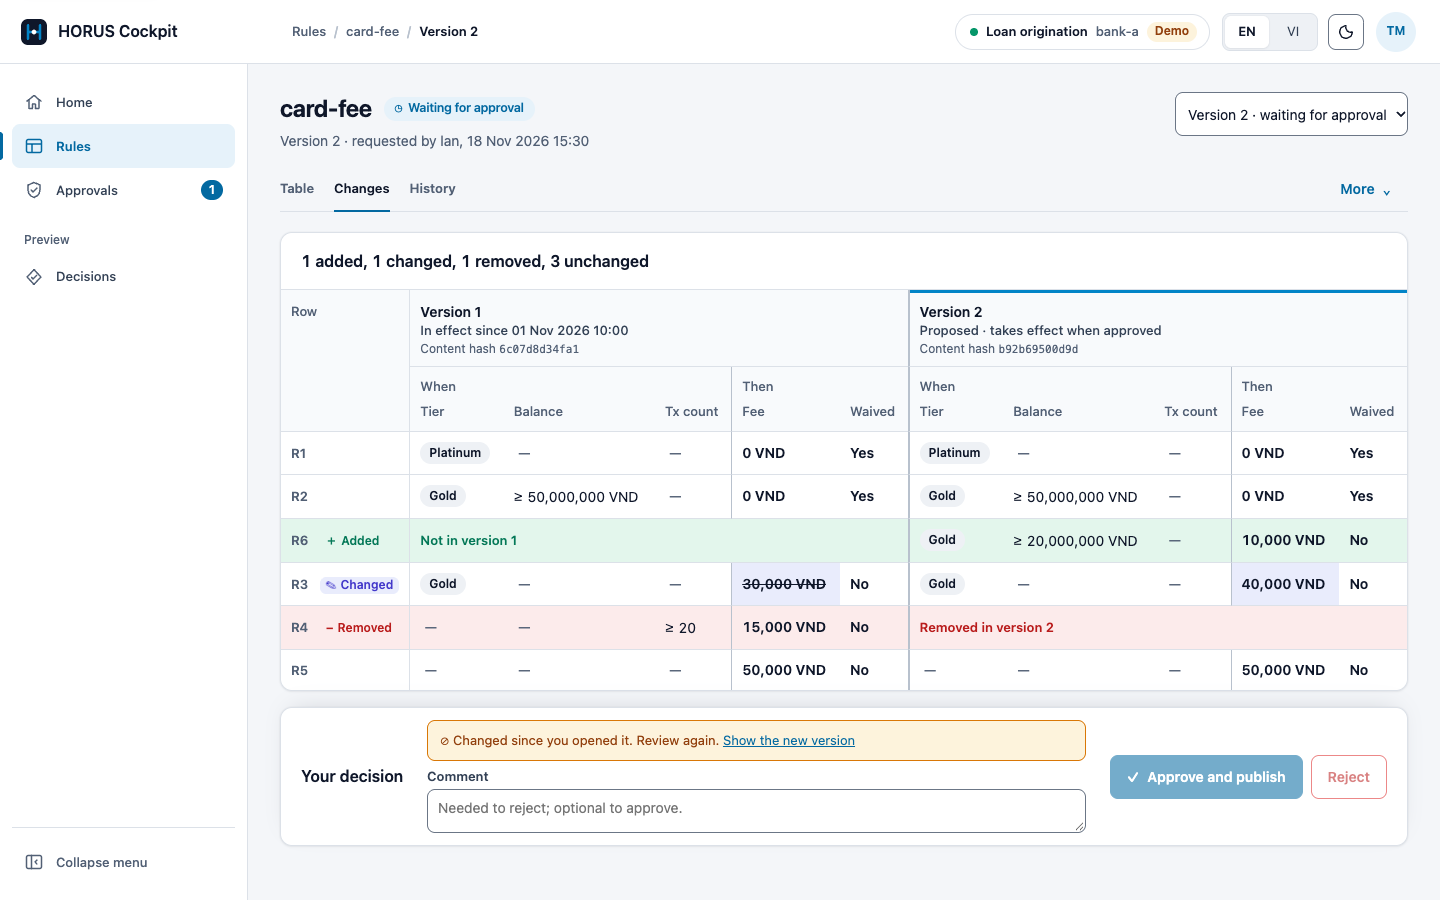 HORUS Cockpit
Rules / card-fee / Version 2
Loan origination bank-a Demo
EN VI
TM
Home
Rules
Approvals 1
Preview
Decisions
Collapse menu
card-fee Waiting for approval
Version 2 · waiting for approval
Version 2 · requested by lan, 18 Nov 2026 15:30
Table Changes History
More
1 added, 1 changed, 1 removed, 3 unchanged
Row
Version 1
In effect since 01 Nov 2026 10:00
Content hash 6c07d8d34fa1
Version 2
Proposed · takes effect when approved
Content hash b92b69500d9d
When Then When Then
Tier Balance Tx count Fee Waived Tier Balance Tx count Fee Waived
R1 Platinum — — 0 VND Yes Platinum — — 0 VND Yes
R2 Gold ≥ 50,000,000 VND — 0 VND Yes Gold ≥ 50,000,000 VND — 0 VND Yes
R6 + Added Not in version 1 Gold ≥ 20,000,000 VND — 10,000 VND No
R3 ✎ Changed Gold — — 30,000 VND No Gold — — 40,000 VND No
R4 − Removed — — ≥ 20 15,000 VND No Removed in version 2
R5 — — — 50,000 VND No — — — 50,000 VND No
Your decision
⊘ Changed since you opened it. Review again. Show the new version
Comment
Needed to reject; optional to approve.
✓ Approve and publish
Reject